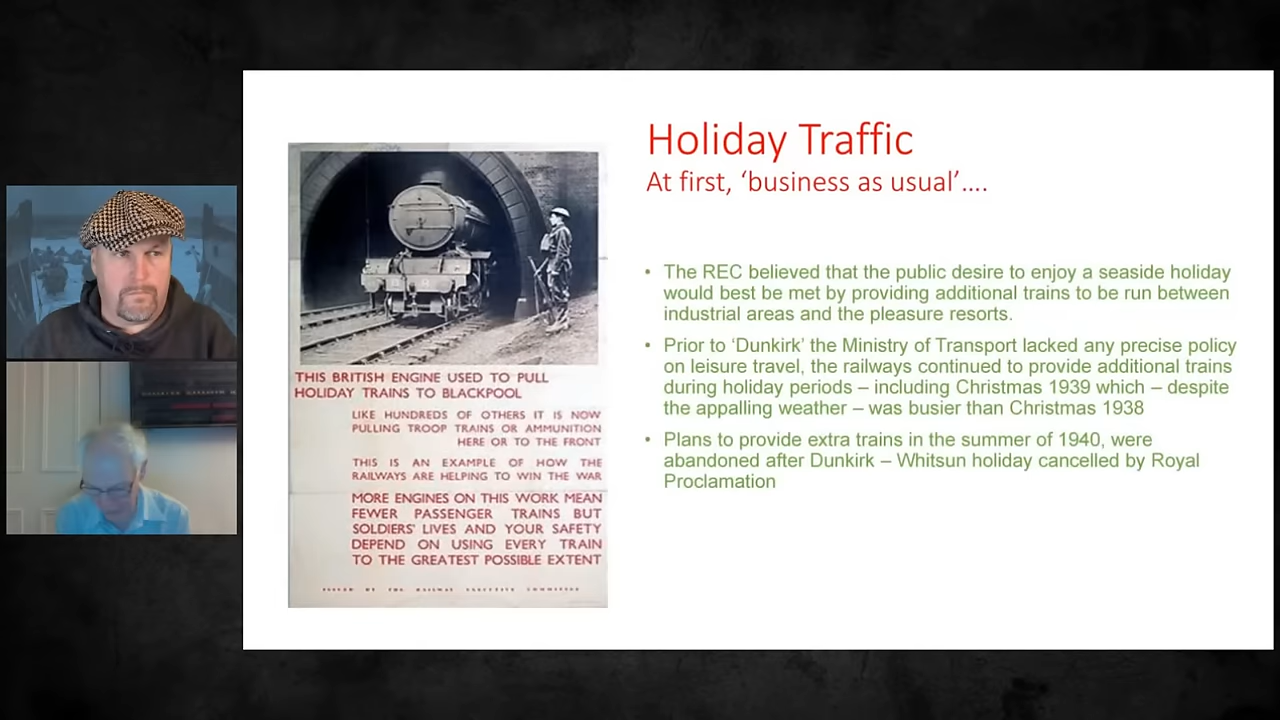 Holiday Traffic
At first, ‘business as usual’....
THIS BRITISH ENGINE USED TO PULL
HOLIDAY TRAINS TO BLACKPOOL
LIKE HUNDREDS OF OTHERS IT IS NOW
PULLING TROOP TRAINS OR AMMUNITION
HERE OR TO THE FRONT
THIS IS AN EXAMPLE OF HOW THE
RAILWAYS ARE HELPING TO WIN THE WAR
MORE ENGINES ON THIS WORK MEAN
FEWER PASSENGER TRAINS BUT
SOLDIERS' LIVES AND YOUR SAFETY
DEPEND ON USING EVERY TRAIN
TO THE GREATEST POSSIBLE EXTENT
ISSUED BY THE RAILWAY EXECUTIVE COMMITTEE
• The REC believed that the public desire to enjoy a seaside holiday
would best be met by providing additional trains to be run between
industrial areas and the pleasure resorts.
• Prior to ‘Dunkirk’ the Ministry of Transport lacked any precise policy
on leisure travel, the railways continued to provide additional trains
during holiday periods – including Christmas 1939 which – despite
the appalling weather – was busier than Christmas 1938
• Plans to provide extra trains in the summer of 1940, were
abandoned after Dunkirk – Whitsun holiday cancelled by Royal
Proclamation